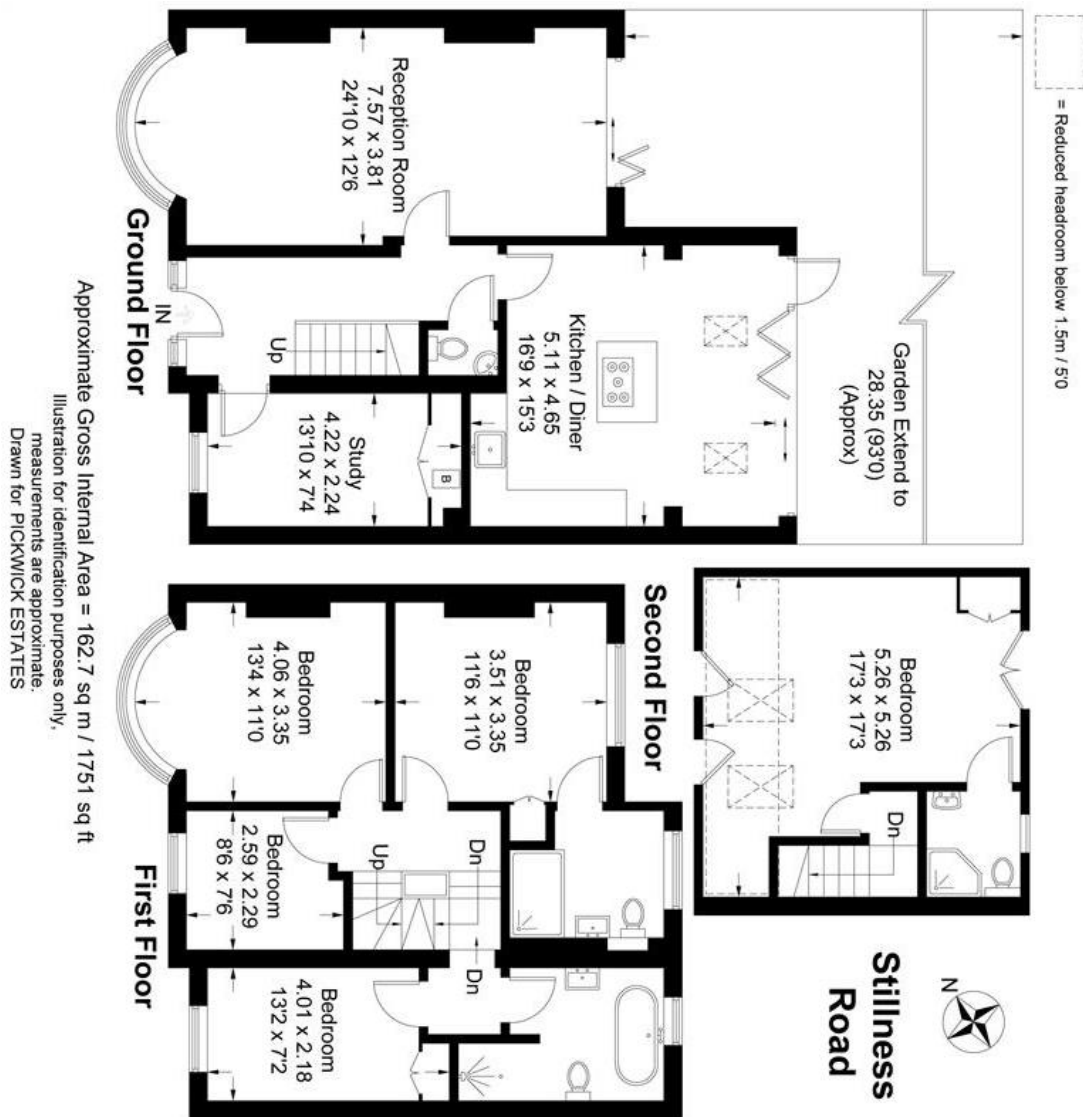 = Reduced headroom below 1.5m / 5'0
Garden Extend to
28.35 (93'0)
(Approx)
Kitchen / Diner
5.11 x 4.65
16'9 x 15'3
Reception Room
7.57 x 3.81
24'10 x 12'6
Up
B
Study
4.22 x 2.24
13'10 x 7'4
IN
Ground Floor
Stillness
Road
N
Bedroom
5.26 x 5.26
17'3 x 17'3
Dn
Second Floor
Bedroom
3.51 x 3.35
11'6 x 11'0
Bedroom
4.06 x 3.35
13'4 x 11'0
Dn
Up
Dn
Bedroom
2.59 x 2.29
8'6 x 7'6
Bedroom
4.01 x 2.18
13'2 x 7'2
First Floor
Approximate Gross Internal Area = 162.7 sq m / 1751 sq ft
Illustration for identification purposes only,
measurements are approximate.
Drawn for PICKWICK ESTATES